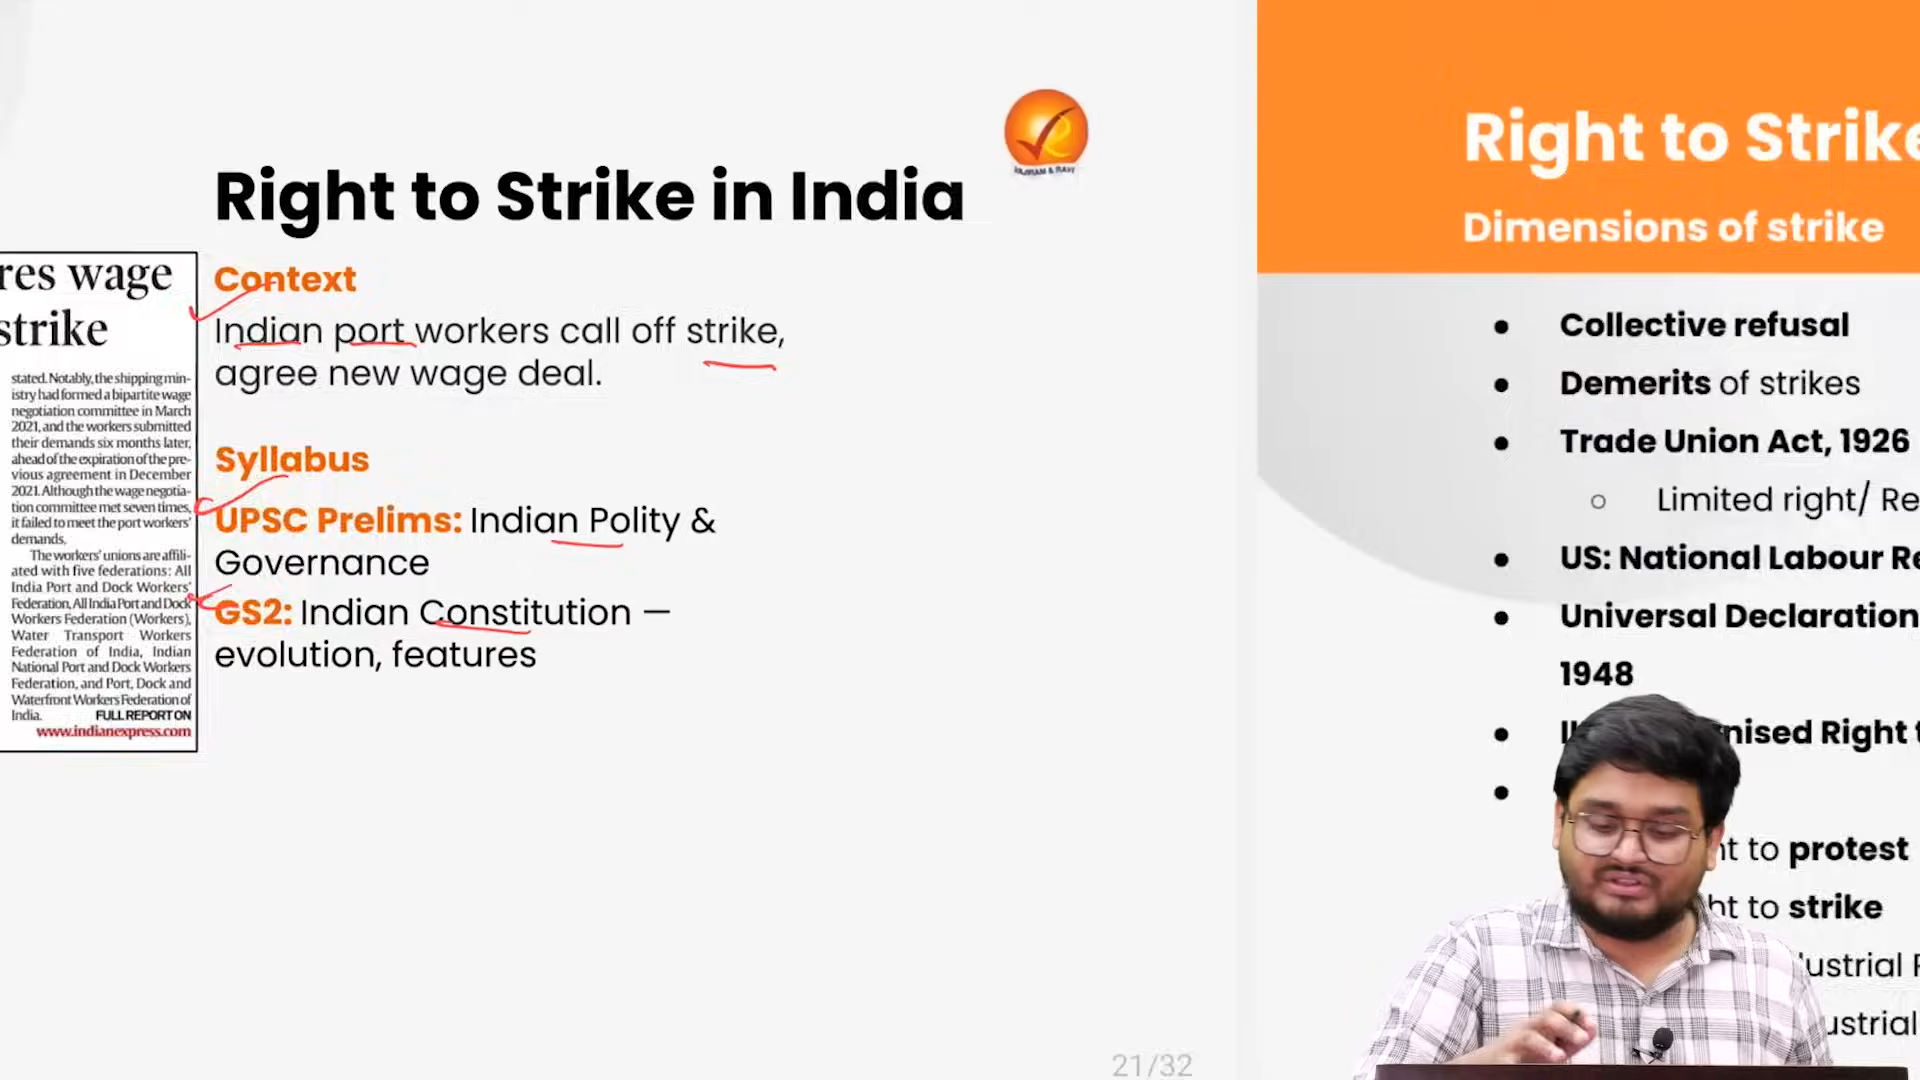 Right to Strike in India
RAJIRAM & RAVI
res wage
strike
stated. Notably, the shipping min-
istry had formed a bipartite wage
negotiation committee in March
2021, and the workers submitted
their demands six months later,
ahead of the expiration of the pre-
vious agreement in December
2021. Although the wage negotia-
tion committee met seven times,
it failed to meet the port workers'
demands.
The workers' unions are affili-
ated with five federations: All
India Port and Dock Workers'
Federation, All India Port and Dock
Workers Federation (Workers),
Water Transport Workers
Federation of India, Indian
National Port and Dock Workers
Federation, and Port, Dock and
Waterfront Workers Federation of
India. FULL REPORT ON
www.indianexpress.com
Context
Indian port workers call off strike,
agree new wage deal.
Syllabus
UPSC Prelims: Indian Polity &
Governance
GS2: Indian Constitution —
evolution, features
21/32
Right to Strike
Dimensions of strike
• Collective refusal
• Demerits of strikes
• Trade Union Act, 1926
○ Limited right/ Re
• US: National Labour Re
• Universal Declaration
1948
• nised Right t
•
ht to protest
ht to strike
dustrial
ustrial